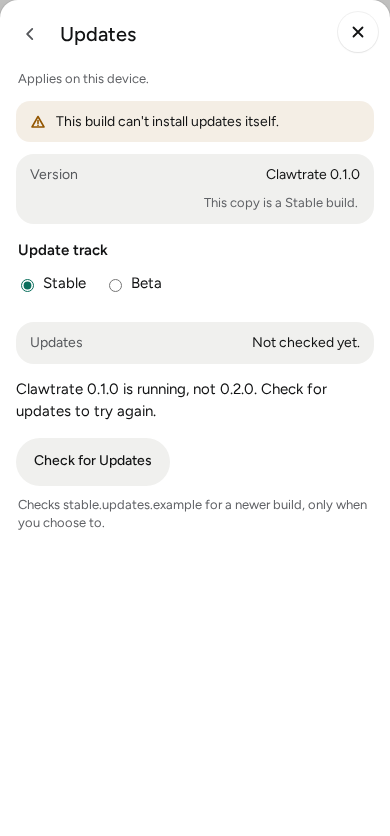 Updates
Applies on this device.
This build can't install updates itself.
Version
Clawtrate 0.1.0
This copy is a Stable build.
Update track
Stable
Beta
Updates
Not checked yet.
Clawtrate 0.1.0 is running, not 0.2.0. Check for
updates to try again.
Check for Updates
Checks stable.updates.example for a newer build, only when
you choose to.